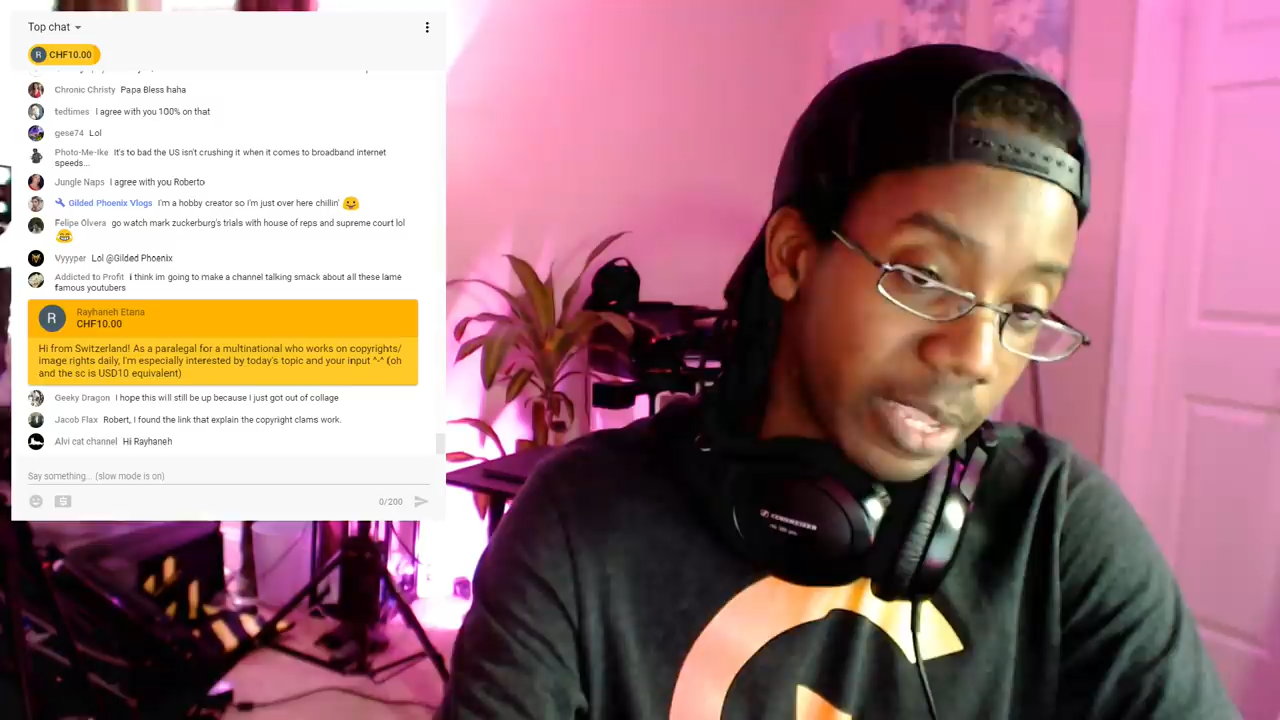 Top chat
R CHF10.00
Chronic Christy Papa Bless haha
tedtimes I agree with you 100% on that
gese74 Lol
Photo-Me-Ike It's to bad the US isn't crushing it when it comes to broadband internet
speeds...
Jungle Naps I agree with you Roberto
Gilded Phoenix Vlogs I'm a hobby creator so I'm just over here chillin'
Felipe Olvera go watch mark zuckerburg's trials with house of reps and supreme court lol
Vyyyper Lol @Gilded Phoenix
Addicted to Profit i think im going to make a channel talking smack about all these lame
famous youtubers
R Rayhaneh Etana
CHF10.00
Hi from Switzerland! As a paralegal for a multinational who works on copyrights/
image rights daily, I'm especially interested by today's topic and your input ^-^ (oh
and the sc is USD10 equivalent)
Geeky Dragon I hope this will still be up because I just got out of collage
Jacob Flax Robert, I found the link that explain the copyright clams work.
Alvi cat channel Hi Rayhaneh
Say something... (slow mode is on)
0/200
SENNHEISER